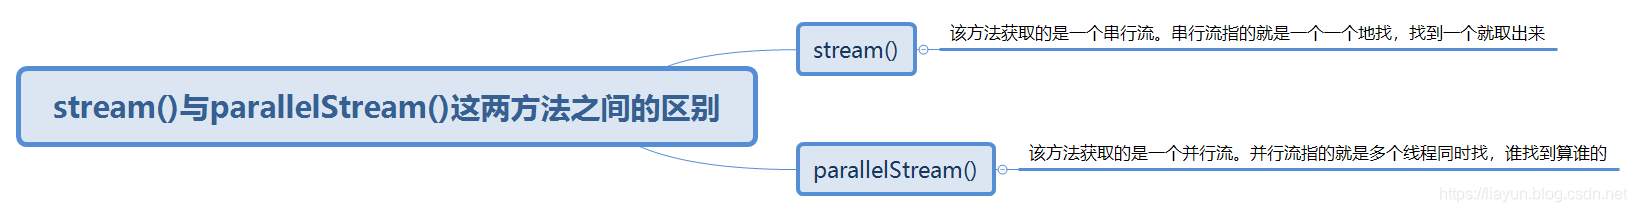 stream()与parallelStream()这两方法之间的区别
stream()
该方法获取的是一个串行流。串行流指的就是一个一个地找，找到一个就取出来
parallelStream()
该方法获取的是一个并行流。并行流指的就是多个线程同时找，谁找到算谁的
https://liayun.blog.csdn.net